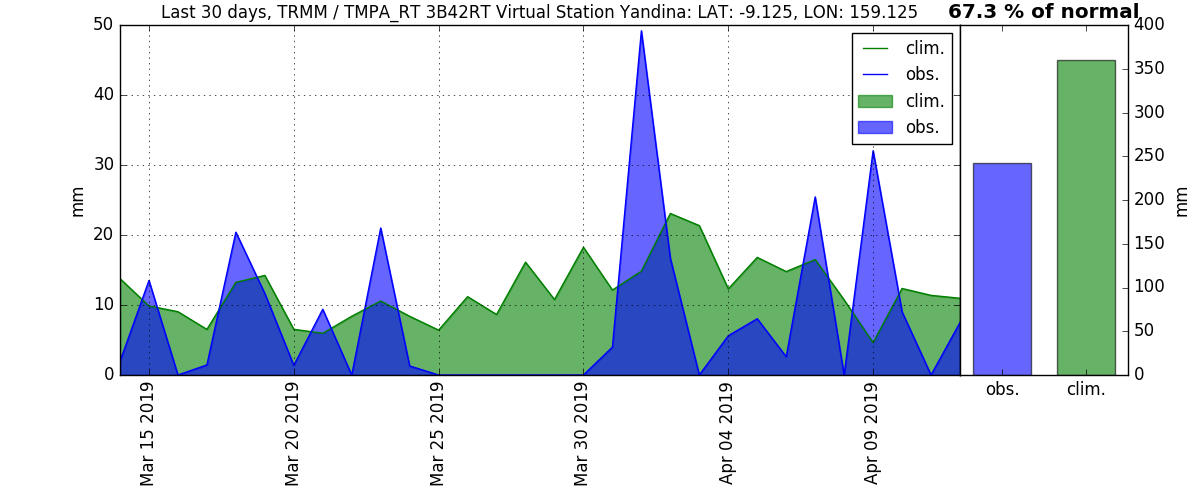 Last 30 days, TRMM / TMPA_RT 3B42RT Virtual Station Yandina: LAT: -9.125, LON: 159.125
67.3 % of normal
50
40
30
20
10
0
mm
clim.
obs.
clim.
obs.
Mar 15 2019
Mar 20 2019
Mar 25 2019
Mar 30 2019
Apr 04 2019
Apr 09 2019
400
350
300
250
200
150
100
50
0
mm
obs.
clim.